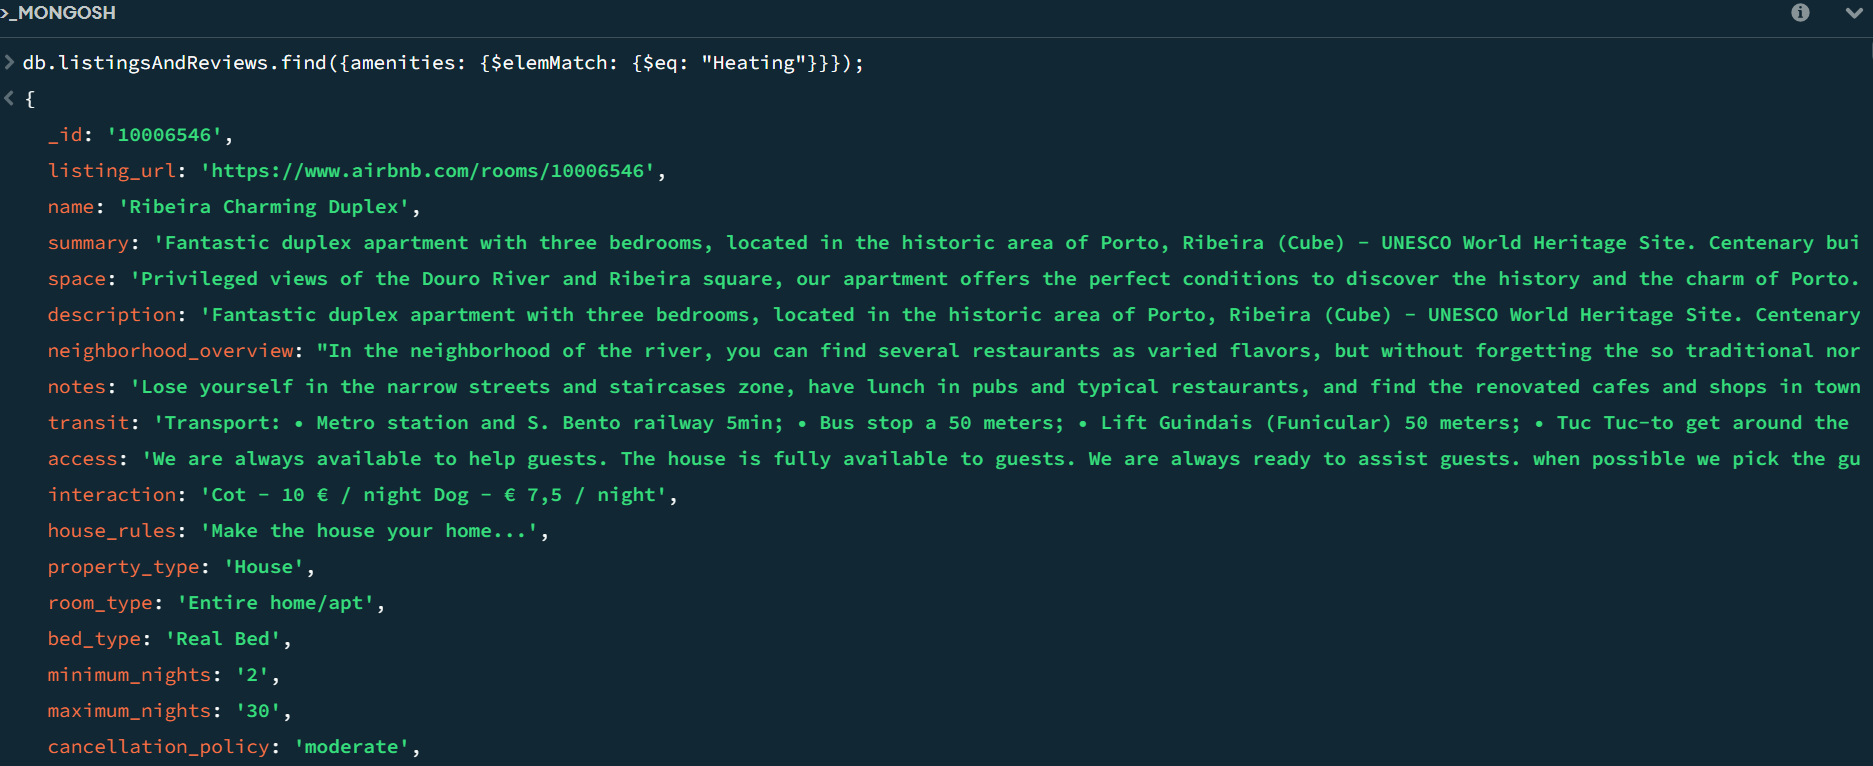 >_MONGOSH
> db.listingsAndReviews.find({amenities: {$elemMatch: {$eq: "Heating"}}});
< {
_id: '10006546',
listing_url: 'https://www.airbnb.com/rooms/10006546',
name: 'Ribeira Charming Duplex',
summary: 'Fantastic duplex apartment with three bedrooms, located in the historic area of Porto, Ribeira (Cube) - UNESCO World Heritage Site. Centenary bui
space: 'Privileged views of the Douro River and Ribeira square, our apartment offers the perfect conditions to discover the history and the charm of Porto.
description: 'Fantastic duplex apartment with three bedrooms, located in the historic area of Porto, Ribeira (Cube) - UNESCO World Heritage Site. Centenary
neighborhood_overview: "In the neighborhood of the river, you can find several restaurants as varied flavors, but without forgetting the so traditional nor
notes: 'Lose yourself in the narrow streets and staircases zone, have lunch in pubs and typical restaurants, and find the renovated cafes and shops in town
transit: 'Transport: • Metro station and S. Bento railway 5min; • Bus stop a 50 meters; • Lift Guindais (Funicular) 50 meters; • Tuc Tuc-to get around the
access: 'We are always available to help guests. The house is fully available to guests. We are always ready to assist guests. when possible we pick the gu
interaction: 'Cot - 10 € / night Dog - € 7,5 / night',
house_rules: 'Make the house your home...',
property_type: 'House',
room_type: 'Entire home/apt',
bed_type: 'Real Bed',
minimum_nights: '2',
maximum_nights: '30',
cancellation_policy: 'moderate',